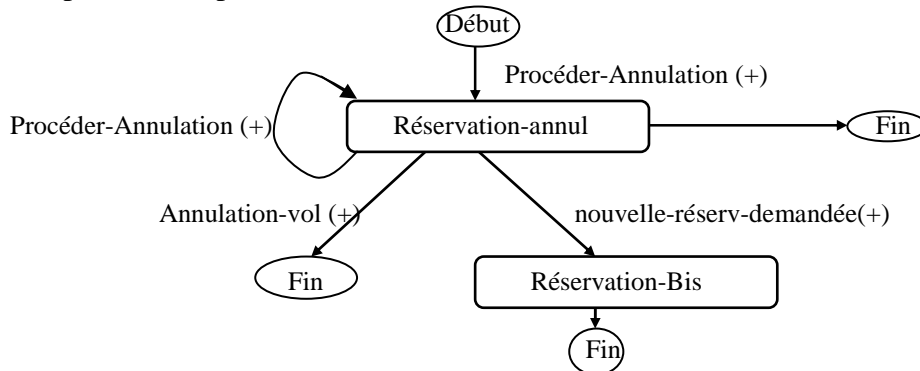 Début
Procéder-Annulation (+)
Procéder-Annulation (+)
Réservation-annul
Fin
Annulation-vol (+)
nouvelle-réserv-demandée(+)
Fin
Réservation-Bis
Fin